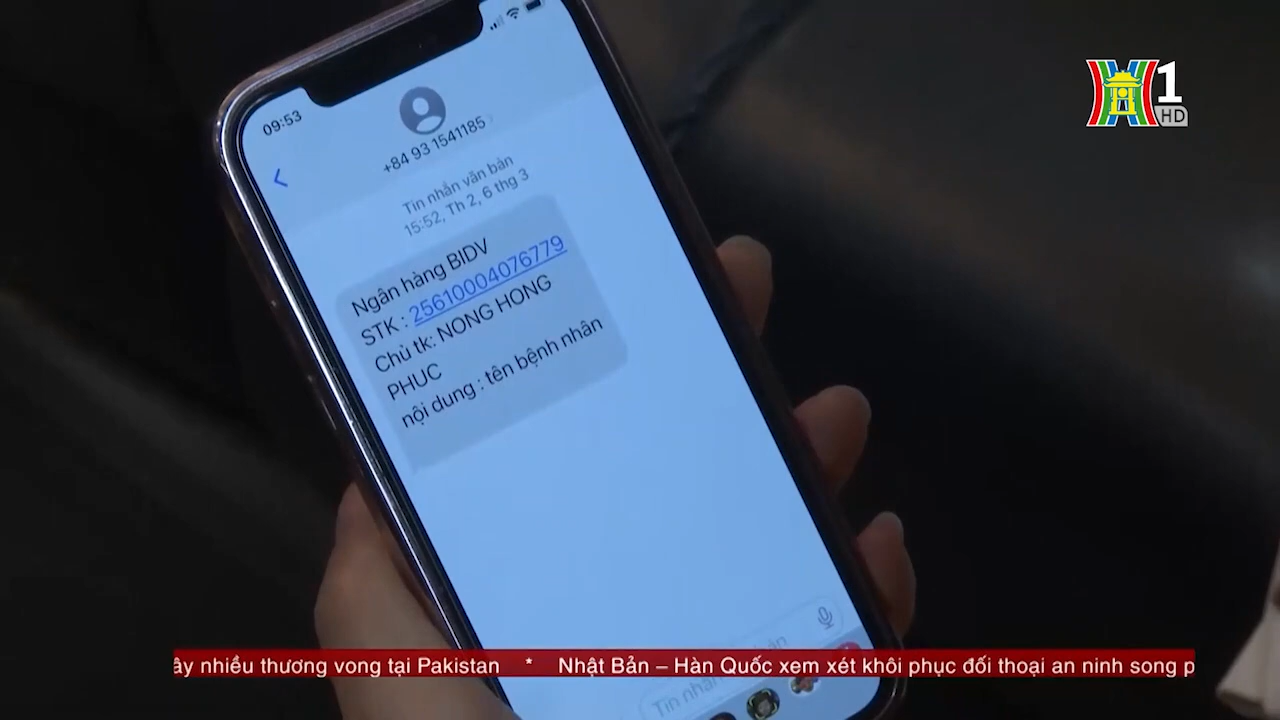 09:53
+84 93 1541185
Tin nhắn văn bản
15:52, Th 2, 6 thg 3
Ngân hàng BIDV
STK : 25610004076779
Chủ tk: NONG HONG
PHUC
nội dung : tên bệnh nhân
Tin nhắn
1
HD
ây nhiều thương vong tại Pakistan * Nhật Bản – Hàn Quốc xem xét khôi phục đối thoại an ninh song p